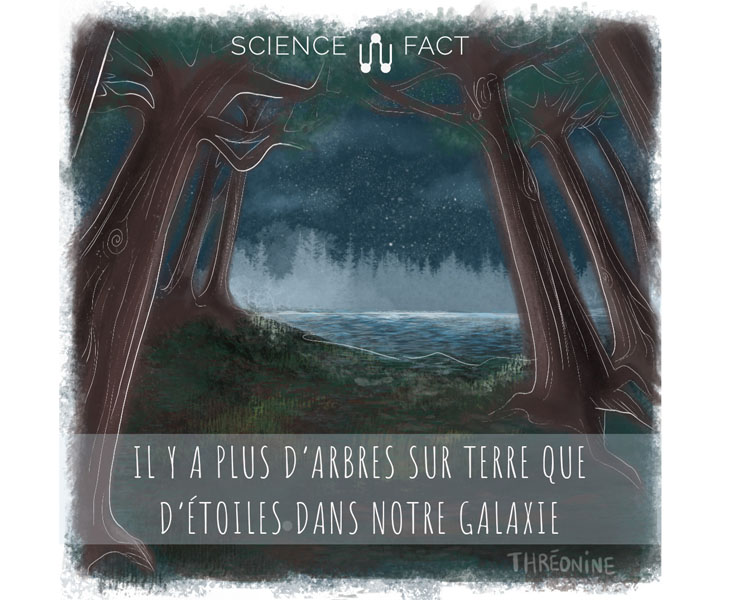 SCIENCE FACT
IL Y A PLUS D'ARBRES SUR TERRE QUE
D'ÉTOILES DANS NOTRE GALAXIE
THRÉONINE